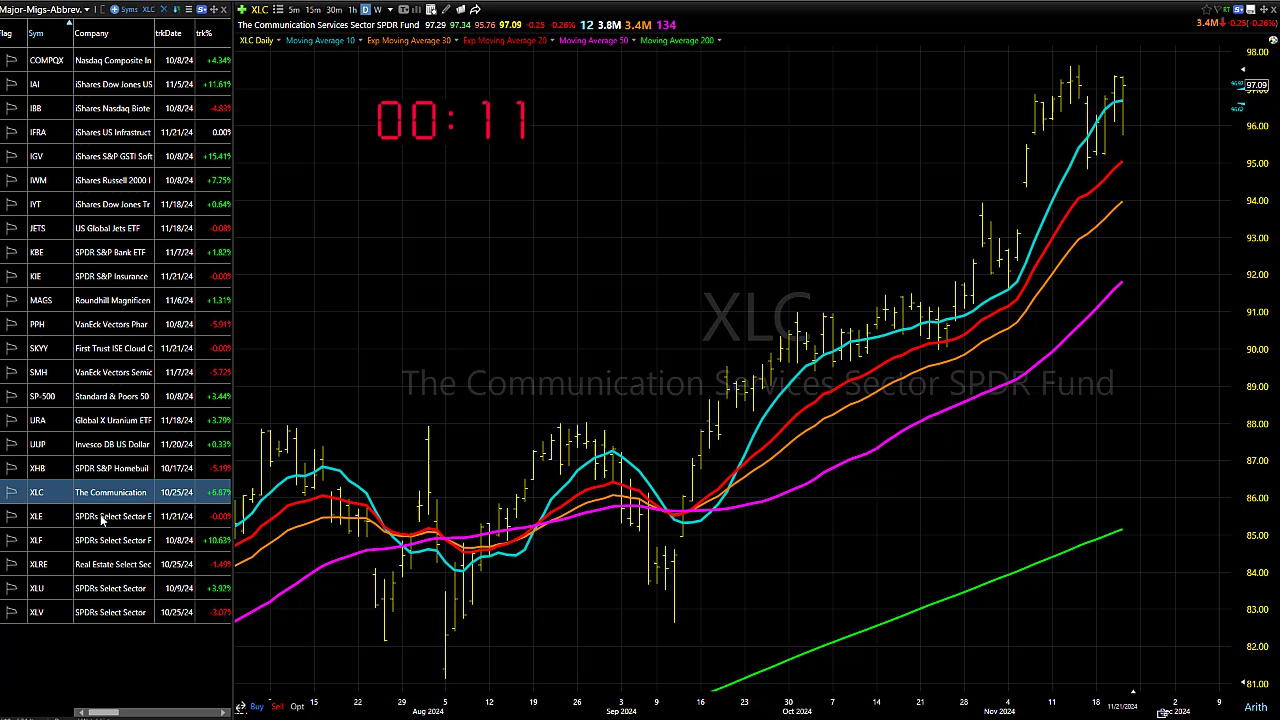 Major-Migs-Abbrev.
Syms XLC
XLC 5m 15m 30m 1h D W
RT
3.4M -0.25(-0.26%)
The Communication Services Sector SPDR Fund 97.29 97.34 95.76 97.09 -0.25 -0.26% 12 3.8M 3.4M 134
XLC Daily Moving Average 10 Exp Moving Average 30 Exp Moving Average 20 Moving Average 50 Moving Average 200
Flag Sym Company trkDate trk%
COMPQX Nasdaq Composite In 10/8/24 +4.34%
IAI iShares Dow Jones US 10/8/24 +11.61%
IBB iShares Nasdaq Biote 10/8/24 -4.83%
IFRA iShares US Infrastruct 11/21/24 0.00%
IGV iShares S&P GSTI Soft 10/8/24 +15.41%
IWM iShares Russell 2000 I 10/8/24 +7.75%
IYT iShares Dow Jones Tr 11/18/24 +0.64%
JETS US Global Jets ETF 11/18/24 -0.08%
KBE SPDR S&P Bank ETF 11/7/24 +1.82%
KIE SPDR S&P Insurance 11/21/24 -0.00%
MAGS Roundhill Magnificen 11/6/24 +1.31%
PPH VanEck Vectors Phar 10/8/24 -5.91%
SKYY First Trust ISE Cloud C 11/21/24 -0.00%
SMH VanEck Vectors Semic 11/7/24 -5.72%
SP-500 Standard & Poors 50 10/8/24 +3.44%
URA Global X Uranium ETF 11/18/24 +3.79%
UUP Invesco DB US Dollar 11/20/24 +0.33%
XHB SPDR S&P Homebuil 10/17/24 -5.19%
XLC The Communication 10/25/24 +6.87%
XLE SPDRs Select Sector E 11/21/24 -0.00%
XLF SPDRs Select Sector F 10/8/24 +10.63%
XLRE Real Estate Select Sec 10/25/24 -1.49%
XLU SPDRs Select Sector 10/9/24 +3.92%
XLV SPDRs Select Sector 10/25/24 -3.07%
00:11
XLC
The Communication Services Sector SPDR Fund
98.00
97.09
97.00
96.00
95.00
94.00
93.00
92.00
91.00
90.00
89.00
88.00
87.00
86.00
85.00
84.00
83.00
82.00
81.00
15 22 29 5 12 19 26 3 9 16 23 30 7 14 21 28 4 11 18 2 9
Aug 2024 Sep 2024 Oct 2024 Nov 2024 11/21/2024
Buy Sell Opt
Arith